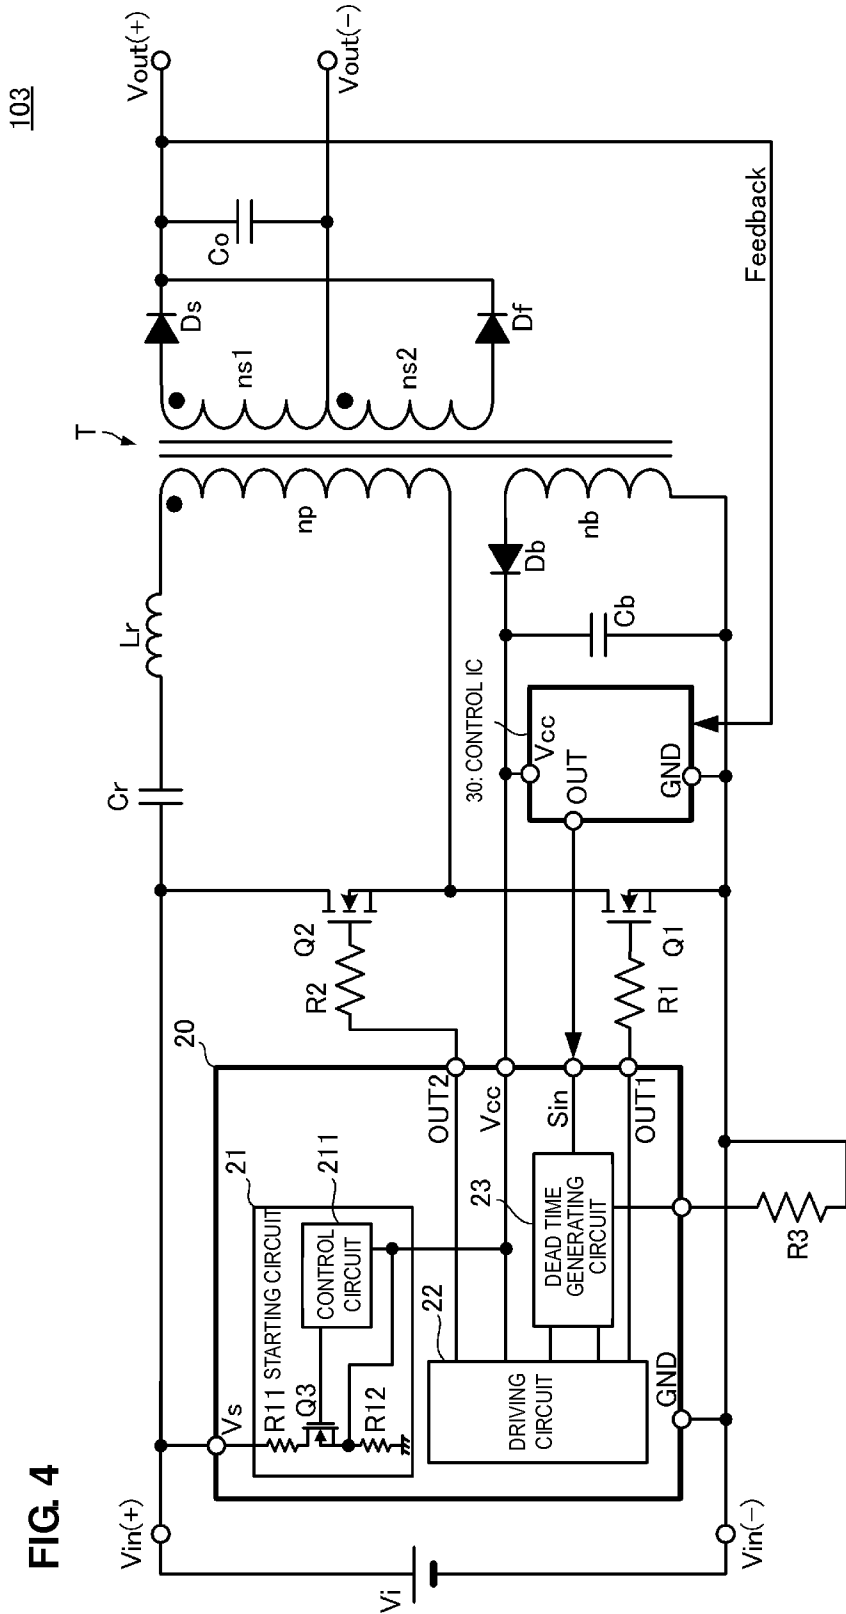 FIG. 4
103
T
Vin(+)
Cr
Lr
Vout(+)
Ds
ns1
Co
Vout(-)
np
ns2
Df
20
21
211
STARTING CIRCUIT
CONTROL
CIRCUIT
Vs
R11
Q3
R12
R2
Q2
OUT2
Vcc
Sin
OUT1
22
DRIVING
CIRCUIT
23
DEAD TIME
GENERATING
CIRCUIT
GND
R1
Q1
30: CONTROL IC
Vcc
OUT
GND
Db
Cb
nb
Feedback
Vi
Vin(-)
R3